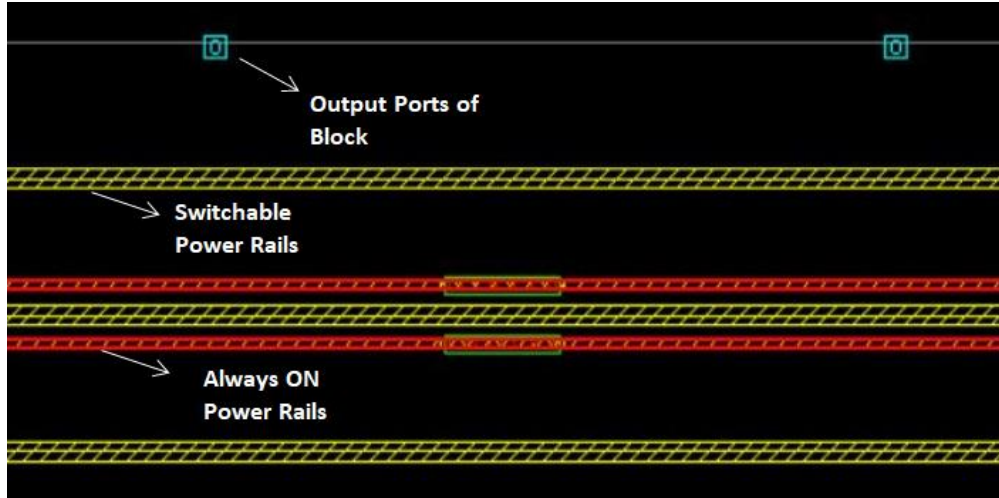 O
O
Output Ports of
Block
Switchable
Power Rails
Always ON
Power Rails